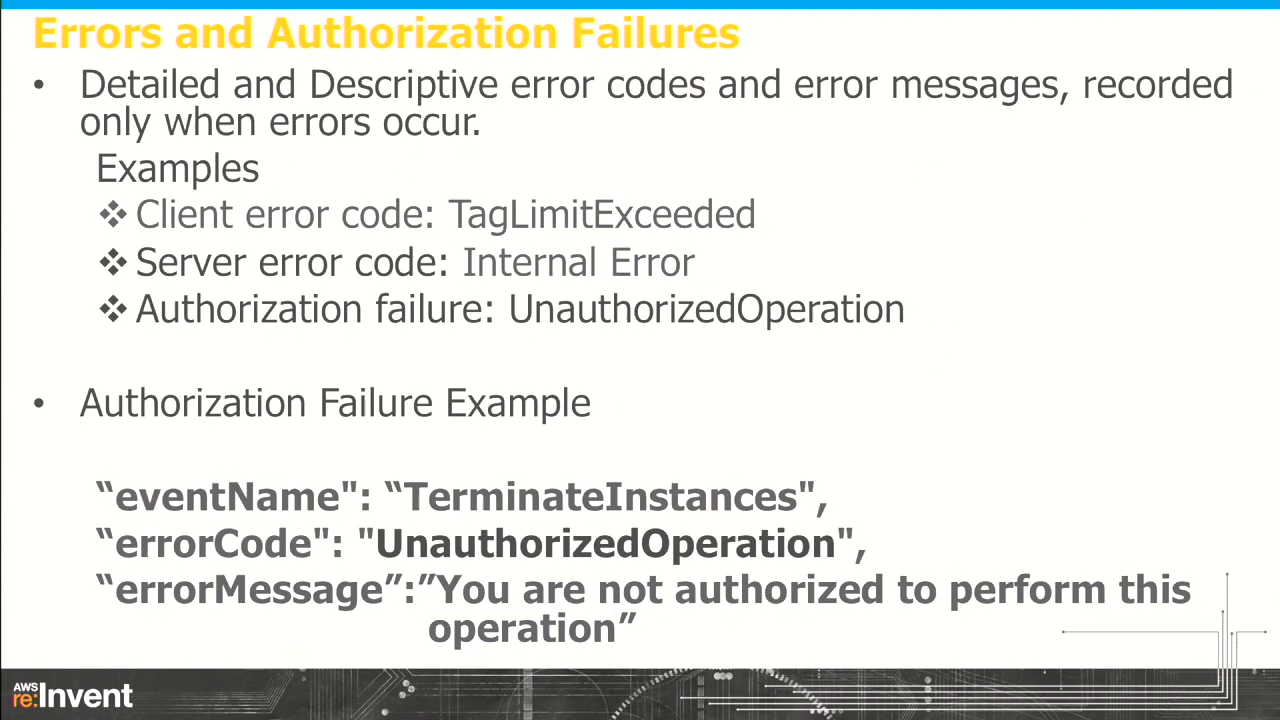 Errors and Authorization Failures
• Detailed and Descriptive error codes and error messages, recorded
only when errors occur.
Examples
❖ Client error code: TagLimitExceeded
❖ Server error code: Internal Error
❖ Authorization failure: UnauthorizedOperation
• Authorization Failure Example
“eventName": “TerminateInstances",
“errorCode": "UnauthorizedOperation",
“errorMessage”:”You are not authorized to perform this
operation”
AWS
re:Invent